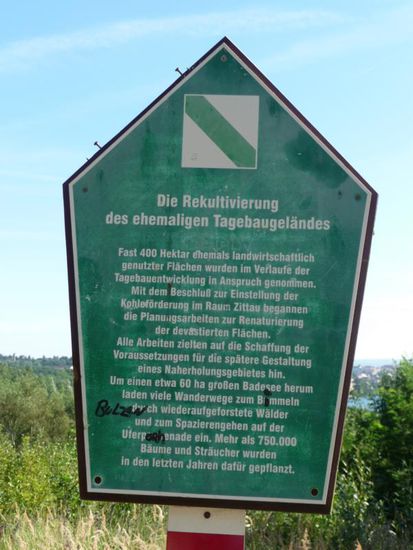 Die Rekultivierung
des ehemaligen Tagebaugeländes
Fast 400 Hektar ehemals landwirtschaftlich
genutzter Flächen wurden im Verlaufe der
Tagebauentwicklung in Anspruch genommen.
Mit dem Beschluß zur Einstellung der
Kohleförderung im Raum Zittau begannen
die Planungsarbeiten zur Renaturierung
der devastierten Flächen.
Alle Arbeiten zielten auf die Schaffung der
Voraussetzungen für die spätere Gestaltung
eines Naherholungsgebietes hin.
Um einen etwa 60 ha großen Badesee herum
laden viele Wanderwege zum Bummeln
wiederaufgeforstete Wälder
und zum Spazierengehen auf der
ein. Mehr als 750.000
Bäume und Sträucher wurden
in den letzten Jahren dafür gepflanzt.